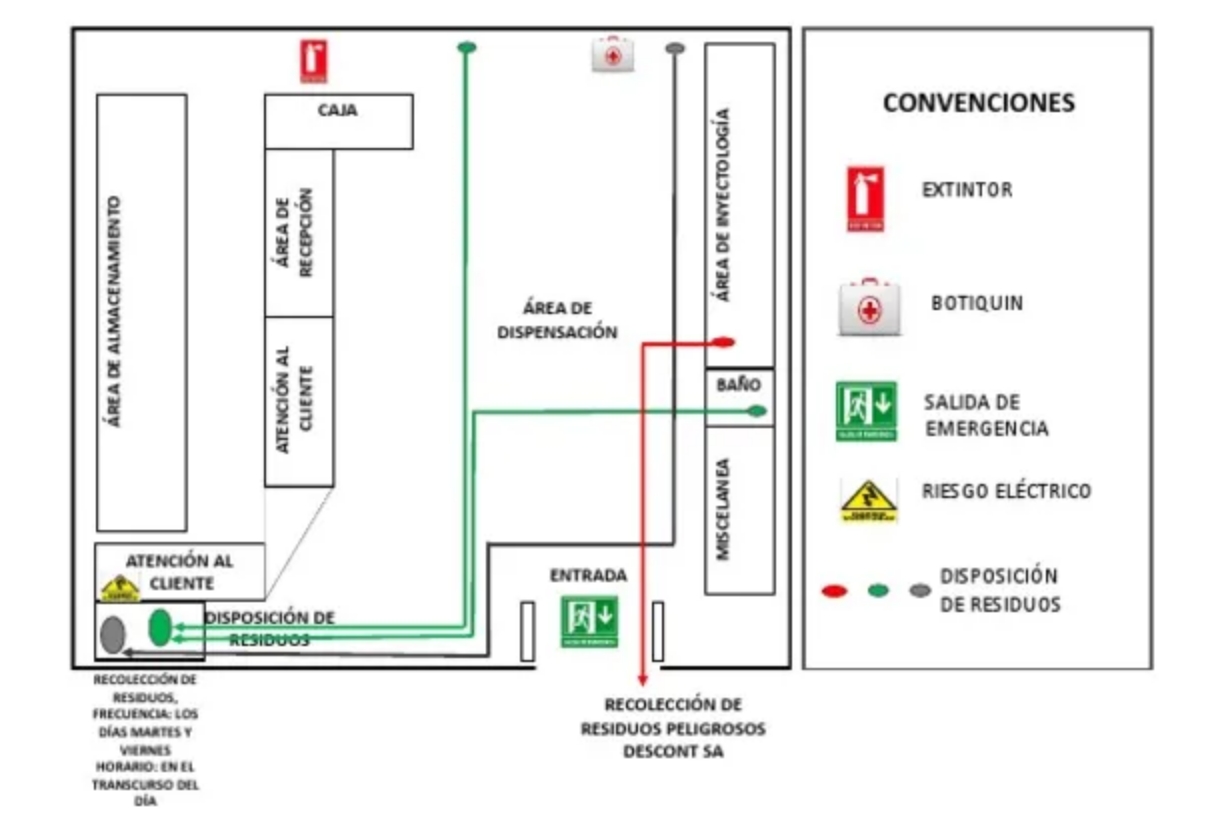 CAJA
ÁREA DE ALMACENAMIENTO
ÁREA DE
RECEPCIÓN
ATENCIÓN AL
CLIENTE
ÁREA DE
DISPENSACIÓN
ÁREA DE INYECTOLOGÍA
BAÑO
MISCELANEA
ATENCIÓN AL
CLIENTE
ENTRADA
DISPOSICIÓN DE
RESIDUOS
RECOLECCIÓN DE
RESIDUOS,
FRECUENCIA: LOS
DÍAS MARTES Y
VIERNES
HORARIO: EN EL
TRANSCURSO DEL
DÍA
RECOLECCIÓN DE
RESIDUOS PELIGROSOS
DESCONT SA
CONVENCIONES
EXTINTOR
BOTIQUIN
SALIDA DE
EMERGENCIA
RIESGO ELÉCTRICO
DISPOSICIÓN
DE RESIDUOS